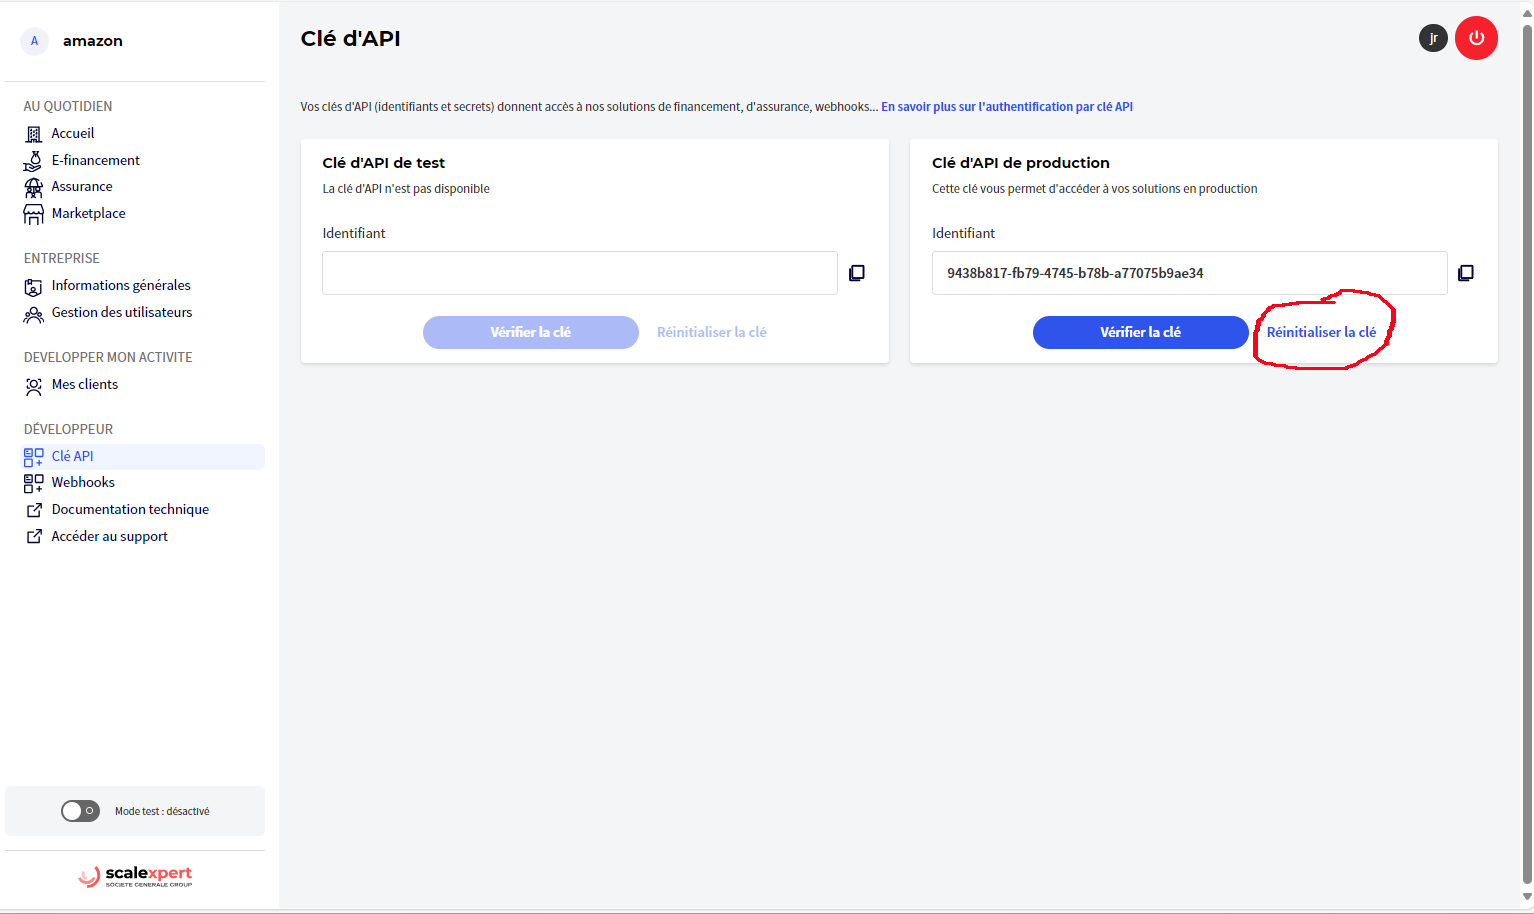 A amazon
AU QUOTIDIEN
Accueil
E-financement
Assurance
Marketplace
ENTREPRISE
Informations générales
Gestion des utilisateurs
DEVELOPPER MON ACTIVITE
Mes clients
DÉVELOPPEUR
Clé API
Webhooks
Documentation technique
Accéder au support
Mode test : désactivé
scalexpert
SOCIETE GENERALE GROUP
Clé d'API
jr
Vos clés d'API (identifiants et secrets) donnent accès à nos solutions de financement, d'assurance, webhooks... En savoir plus sur l'authentification par clé API
Clé d'API de test
La clé d'API n'est pas disponible
Identifiant
Vérifier la clé Réinitialiser la clé
Clé d'API de production
Cette clé vous permet d'accéder à vos solutions en production
Identifiant
9438b817-fb79-4745-b78b-a77075b9ae34
Vérifier la clé Réinitialiser la clé